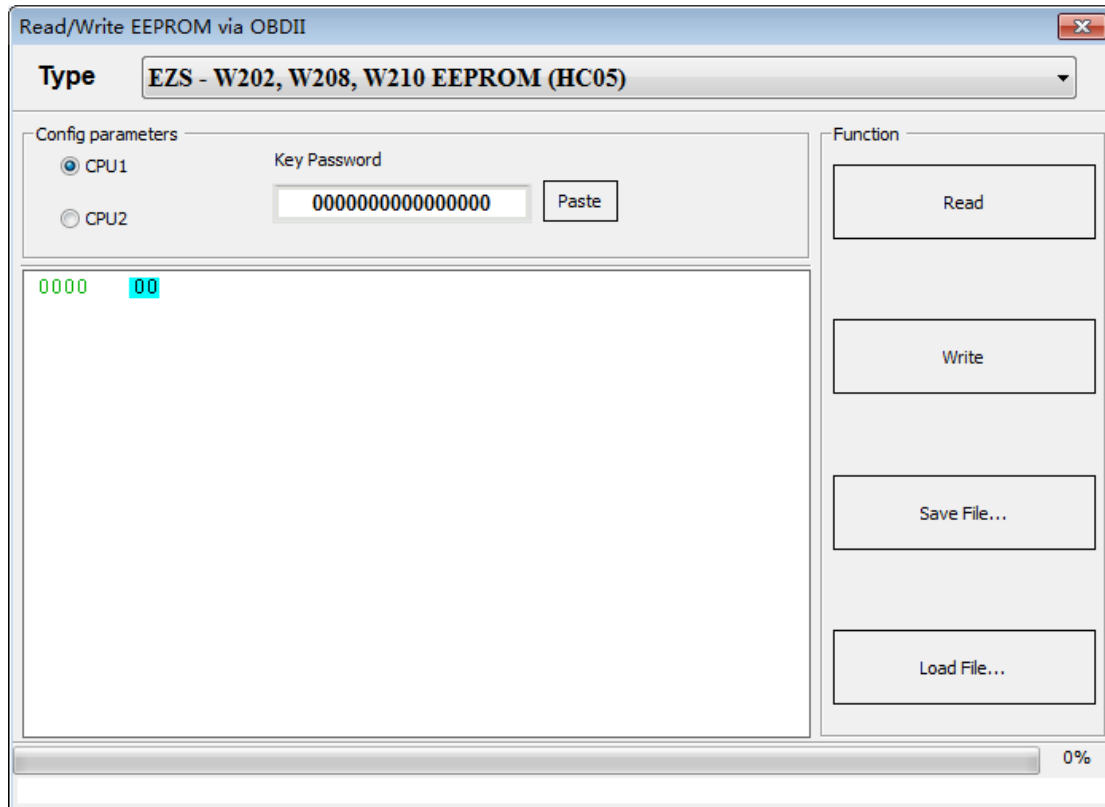 Read/Write EEPROM via OBDII
Type EZS - W202, W208, W210 EEPROM (HC05)
Config parameters
CPU1
CPU2
Key Password
0000000000000000 Paste
0000 00
Function
Read
Write
Save File...
Load File...
0%